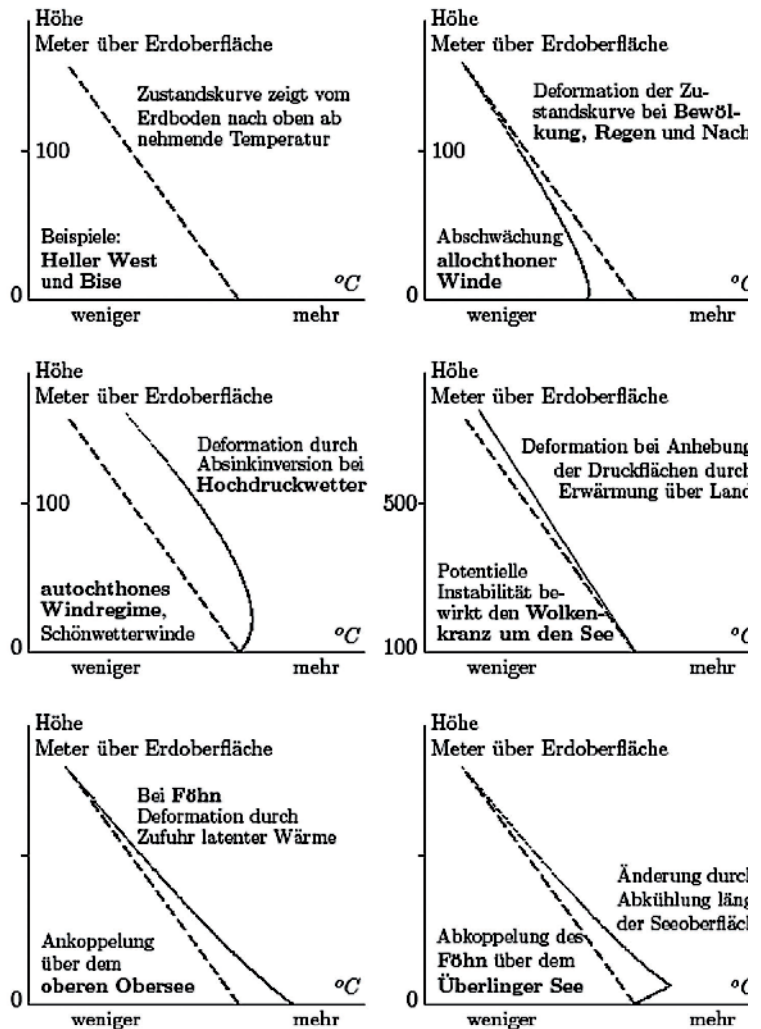 Höhe
Meter über Erdoberfläche
Zustandskurve zeigt vom
Erdboden nach oben ab
nehmende Temperatur
100
Beispiele:
Heller West
und Bise
°C
0
weniger mehr
Höhe
Meter über Erdoberfläche
Deformation der Zu-
standskurve bei Bewöl-
kung, Regen und Nach
100
Abschwächung
allochthoner
Winde
°C
0
weniger mehr
Höhe
Meter über Erdoberfläche
Deformation durch
Absinkinversion bei
Hochdruckwetter
100
autochthones
Windregime,
Schönwetterwinde
°C
0
weniger mehr
Höhe
Meter über Erdoberfläche
Deformation bei Anhebung
der Druckflächen durch
Erwärmung über Land
500
Potentielle
Instabilität be-
wirkt den Wolken-
kranz um den See
°C
100
weniger mehr
Höhe
Meter über Erdoberfläche
Bei Föhn
Deformation durch
Zufuhr latenter Wärme
Ankoppelung
über dem
oberen Obersee
°C
0
weniger mehr
Höhe
Meter über Erdoberfläche
Änderung durch
Abkühlung läng
der Seeoberfläch
Abkoppelung des
Föhn über dem
Überlinger See
°C
0
weniger mehr